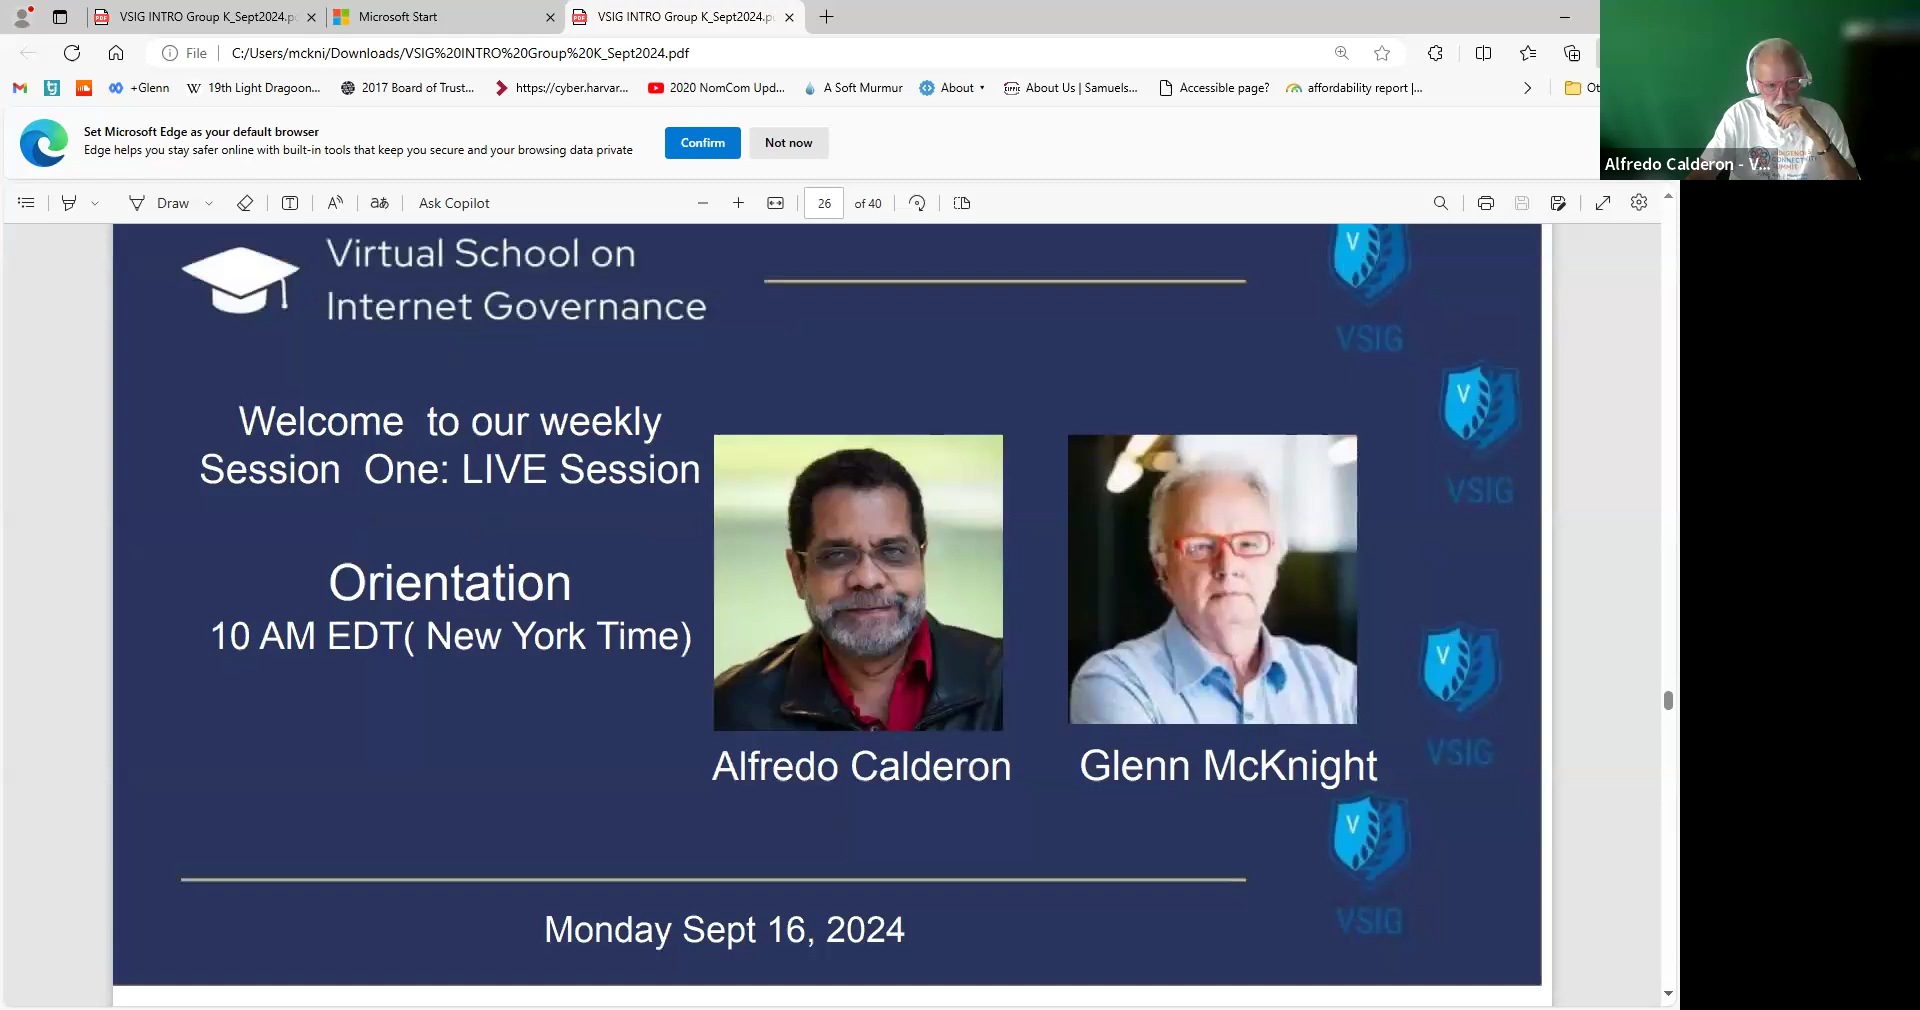 VSIG INTRO Group K_Sept2024.p
Microsoft Start
VSIG INTRO Group K_Sept2024.p
File
C:/Users/mckni/Downloads/VSIG%20INTRO%20Group%20K_Sept2024.pdf
+Glenn
19th Light Dragoon...
2017 Board of Trust...
https://cyber.harvar...
2020 NomCom Upd...
A Soft Murmur
About
About Us | Samuels...
Accessible page?
affordability report |...
Ot
Set Microsoft Edge as your default browser
Edge helps you stay safer online with built-in tools that keep you secure and your browsing data private
Confirm
Not now
Alfredo Calderon - V...
INDIGENOUS
CONNECTIVITY
SUMMIT
Draw
Ask Copilot
26
of 40
Virtual School on
Internet Governance
V
VSIG
V
VSIG
Welcome to our weekly
Session One: LIVE Session
Orientation
10 AM EDT( New York Time)
Alfredo Calderon
Glenn McKnight
V
VSIG
V
VSIG
Monday Sept 16, 2024